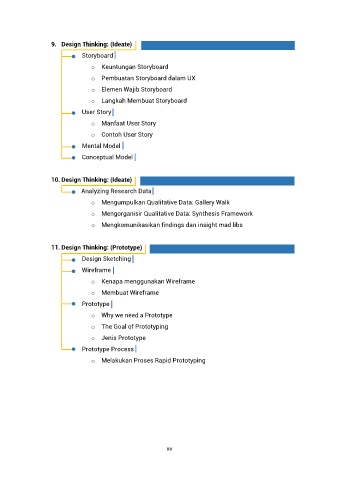 9. Design Thinking: (Ideate)
Storyboard
o Keuntungan Storyboard
o Pembuatan Storyboard dalam UX
o Elemen Wajib Storyboard
o Langkah Membuat Storyboard
User Story
o Manfaat User Story
o Contoh User Story
Mental Model
Conceptual Model
10. Design Thinking: (Ideate)
Analyzing Research Data
o Mengumpulkan Qualitative Data: Gallery Walk
o Mengorganisir Qualitative Data: Synthesis Framework
o Mengkomunikasikan findings dan insight mad libs
11. Design Thinking: (Prototype)
Design Sketching
Wireframe
o Kenapa menggunakan Wireframe
o Membuat Wireframe
Prototype
o Why we need a Prototype
o The Goal of Prototyping
o Jenis Prototype
Prototype Process
o Melakukan Proses Rapid Prototyping
xv